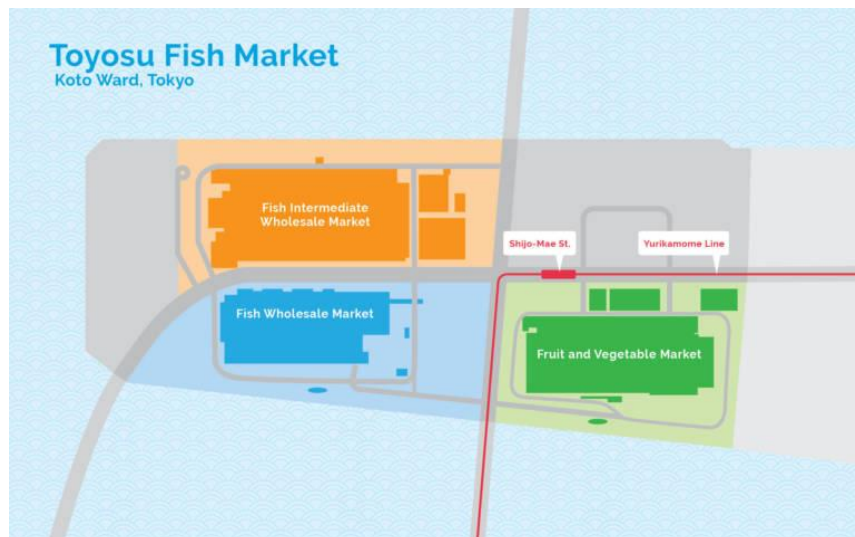 Toyosu Fish Market
Koto Ward, Tokyo
Fish Intermediate
Wholesale Market
Shijo-Mae St.
Yurikamome Line
Fish Wholesale Market
Fruit and Vegetable Market